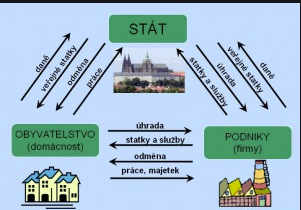 STÁT
daně
veřejné statky
odměna
práce
statky a služby
úhrada
veřejné statky
daně
OBYVATELSTVO
(domácnost)
úhrada
statky a služby
odměna
práce, majetek
PODNIKY
(firmy)